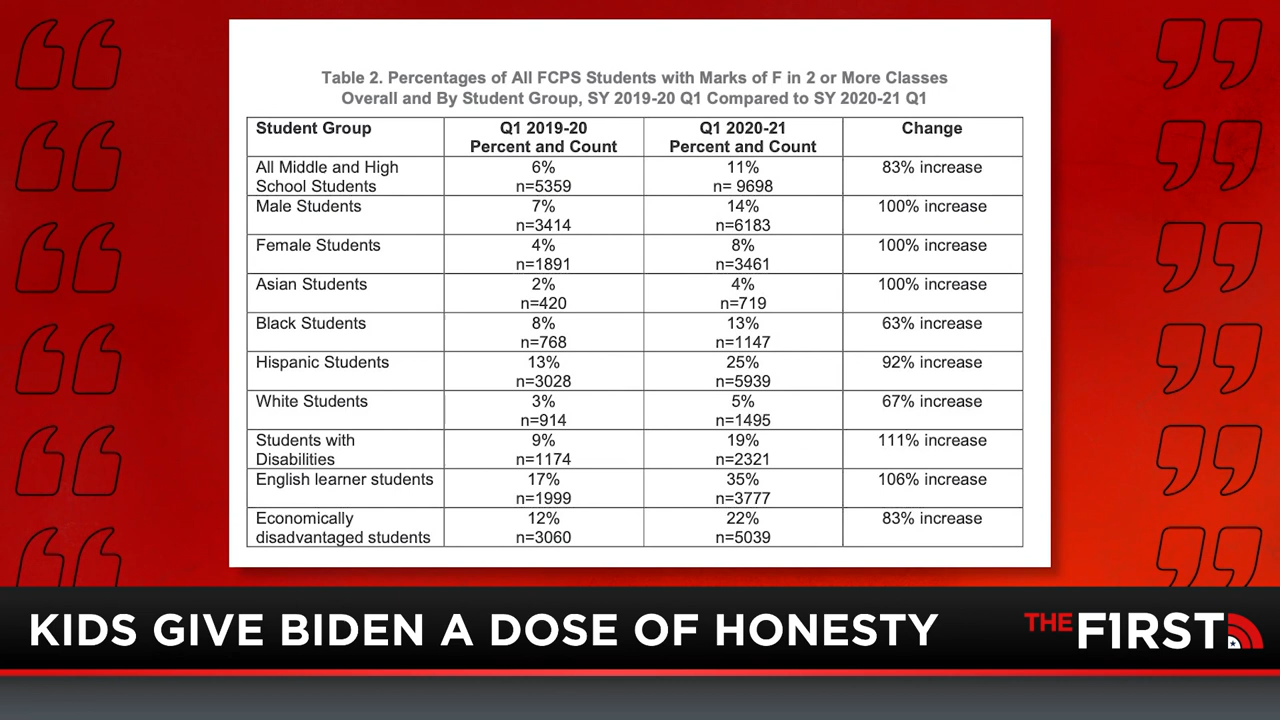 Table 2. Percentages of All FCPS Students with Marks of F in 2 or More Classes
Overall and By Student Group, SY 2019-20 Q1 Compared to SY 2020-21 Q1
Student Group Q1 2019-20 Percent and Count Q1 2020-21 Percent and Count Change
All Middle and High School Students 6% n=5359 11% n= 9698 83% increase
Male Students 7% n=3414 14% n=6183 100% increase
Female Students 4% n=1891 8% n=3461 100% increase
Asian Students 2% n=420 4% n=719 100% increase
Black Students 8% n=768 13% n=1147 63% increase
Hispanic Students 13% n=3028 25% n=5939 92% increase
White Students 3% n=914 5% n=1495 67% increase
Students with Disabilities 9% n=1174 19% n=2321 111% increase
English learner students 17% n=1999 35% n=3777 106% increase
Economically disadvantaged students 12% n=3060 22% n=5039 83% increase
KIDS GIVE BIDEN A DOSE OF HONESTY
THE F1RST